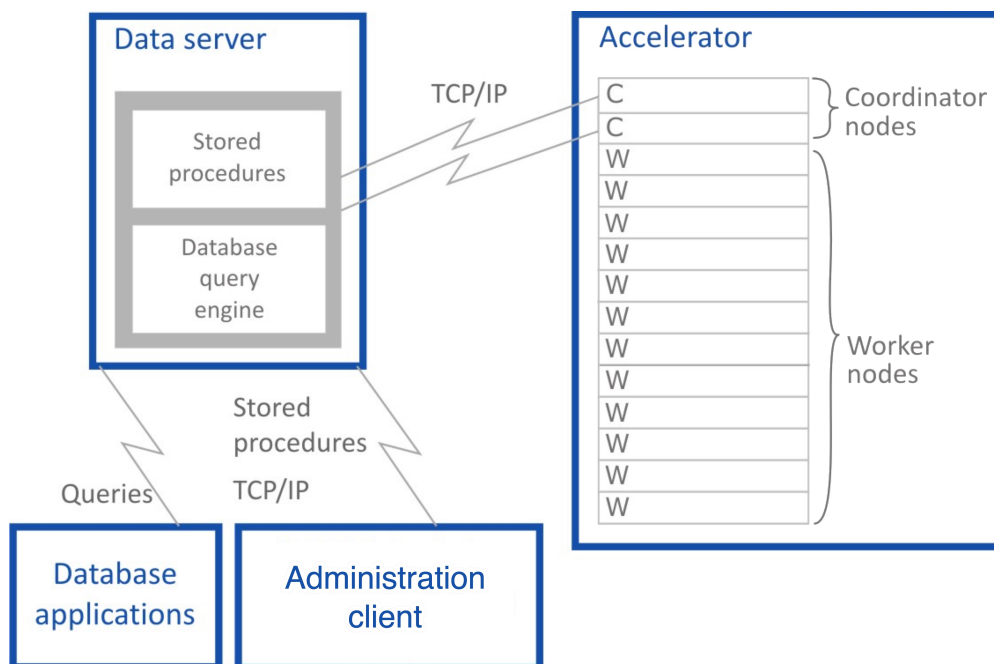 Data server
Stored
procedures
Database
query
engine
TCP/IP
Accelerator
C
C
W
W
W
W
W
W
W
W
W
W
W
W
Coordinator
nodes
Worker
nodes
Stored
procedures
TCP/IP
Queries
Database
applications
Administration
client